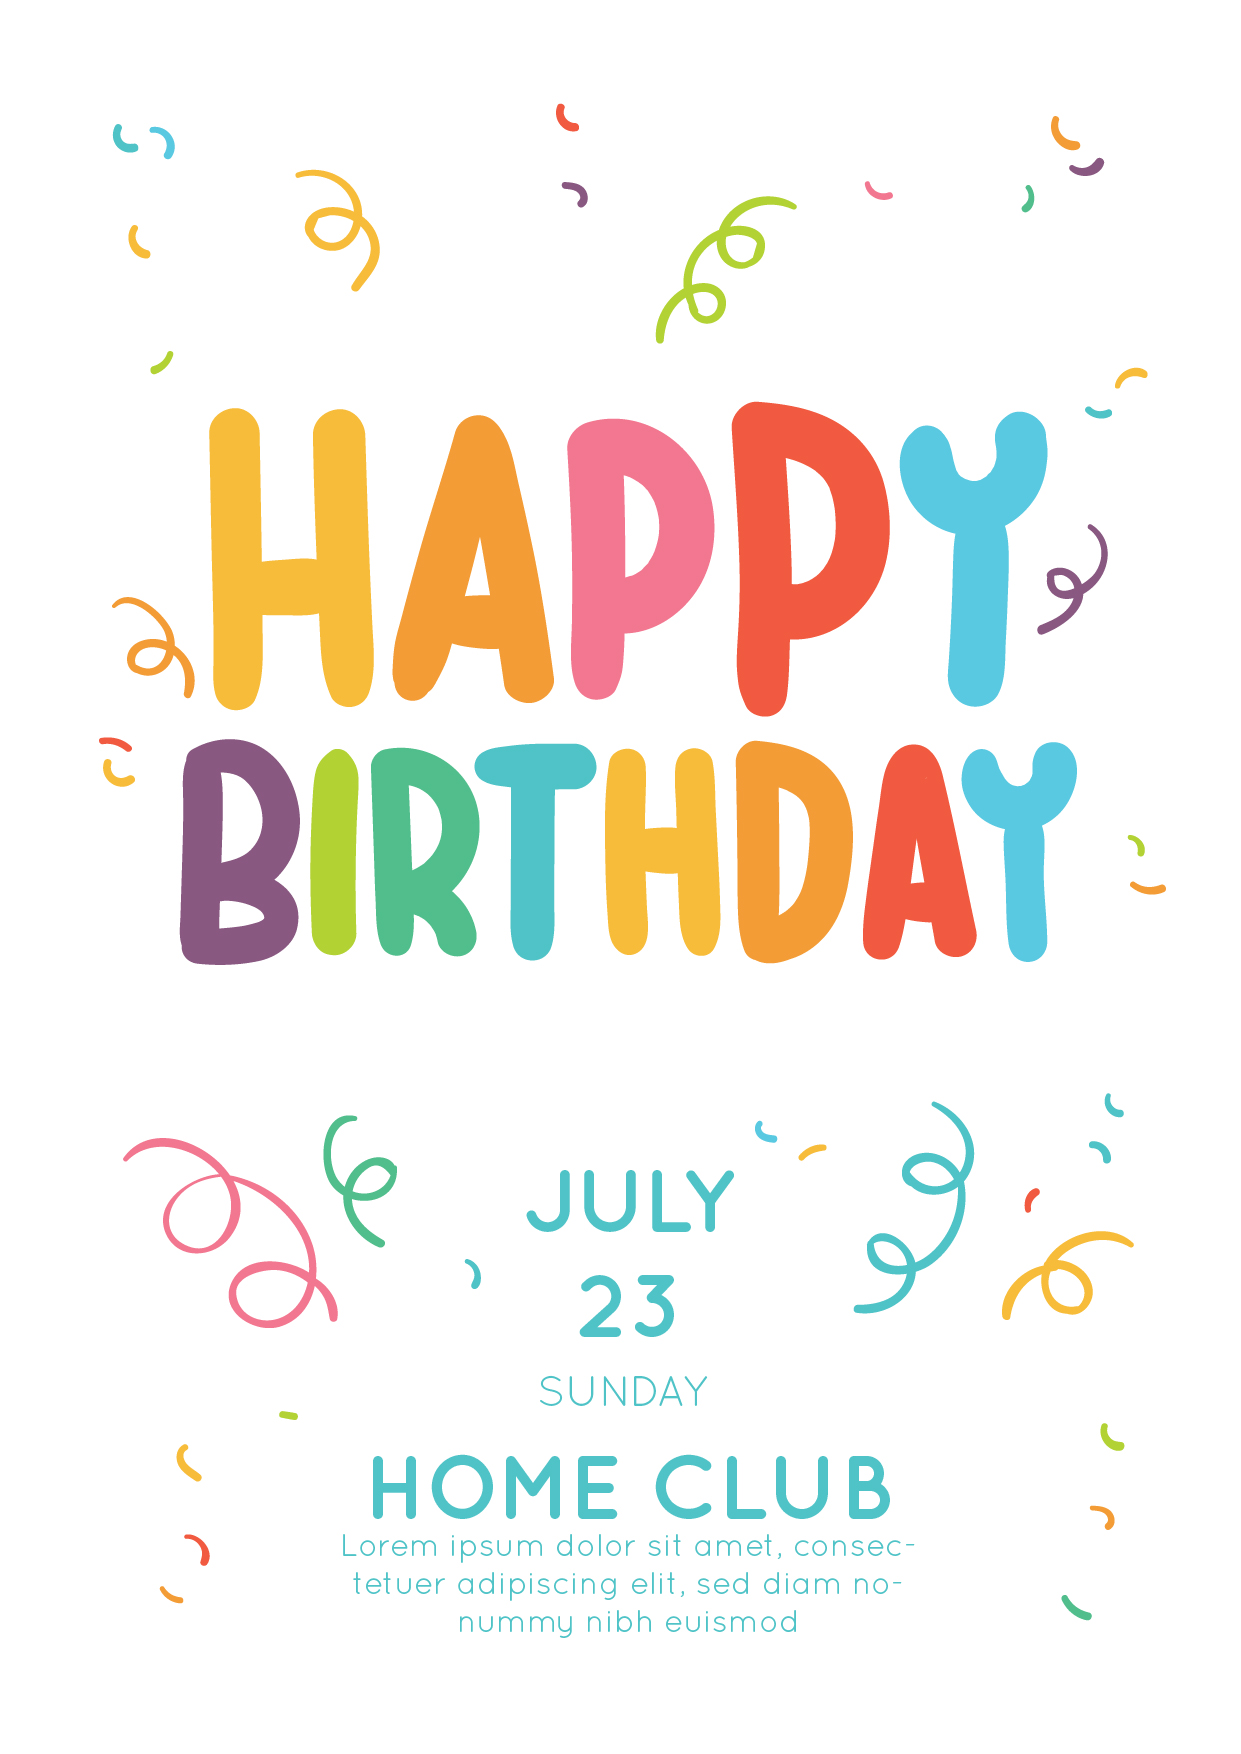 HAPPY
BIRTHDAY
JULY
23
SUNDAY
HOME CLUB
Lorem ipsum dolor sit amet, consec-
tetuer adipiscing elit, sed diam no-
nummy nibh euismod